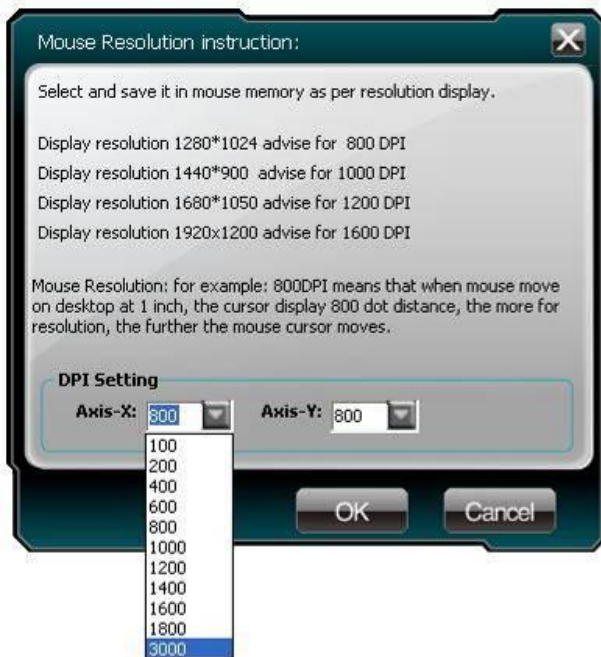 Mouse Resolution instruction:
Select and save it in mouse memory as per resolution display.
Display resolution 1280*1024 advise for 800 DPI
Display resolution 1440*900 advise for 1000 DPI
Display resolution 1680*1050 advise for 1200 DPI
Display resolution 1920x1200 advise for 1600 DPI
Mouse Resolution: for example: 800DPI means that when mouse move
on desktop at 1 inch, the cursor display 800 dot distance, the more for
resolution, the further the mouse cursor moves.
DPI Setting
Axis-X: 800 Axis-Y: 800
100
200
400
600
800
1000
1200
1400
1600
1800
3000
OK Cancel